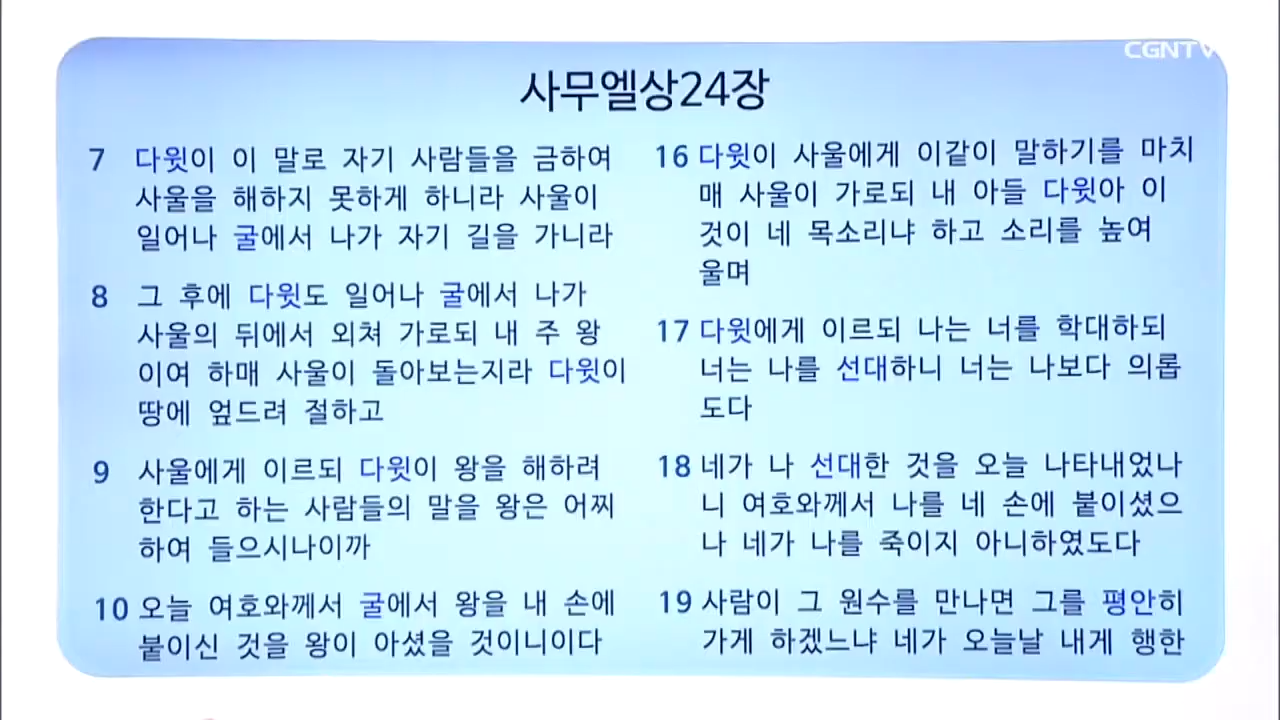 CGNTV
사무엘상24장
7 다윗이 이 말로 자기 사람들을 금하여
사울을 해하지 못하게 하니라 사울이
일어나 굴에서 나가 자기 길을 가니라
8 그 후에 다윗도 일어나 굴에서 나가
사울의 뒤에서 외쳐 가로되 내 주 왕
이여 하매 사울이 돌아보는지라 다윗이
땅에 엎드려 절하고
9 사울에게 이르되 다윗이 왕을 해하려
한다고 하는 사람들의 말을 왕은 어찌
하여 들으시나이까
10 오늘 여호와께서 굴에서 왕을 내 손에
붙이신 것을 왕이 아셨을 것이니이다
16 다윗이 사울에게 이같이 말하기를 마치
매 사울이 가로되 내 아들 다윗아 이
것이 네 목소리냐 하고 소리를 높여
울며
17 다윗에게 이르되 나는 너를 학대하되
너는 나를 선대하니 너는 나보다 의롭
도다
18 네가 나 선대한 것을 오늘 나타내었나
니 여호와께서 나를 네 손에 붙이셨으
나 네가 나를 죽이지 아니하였도다
19 사람이 그 원수를 만나면 그를 평안히
가게 하겠느냐 네가 오늘날 내게 행한